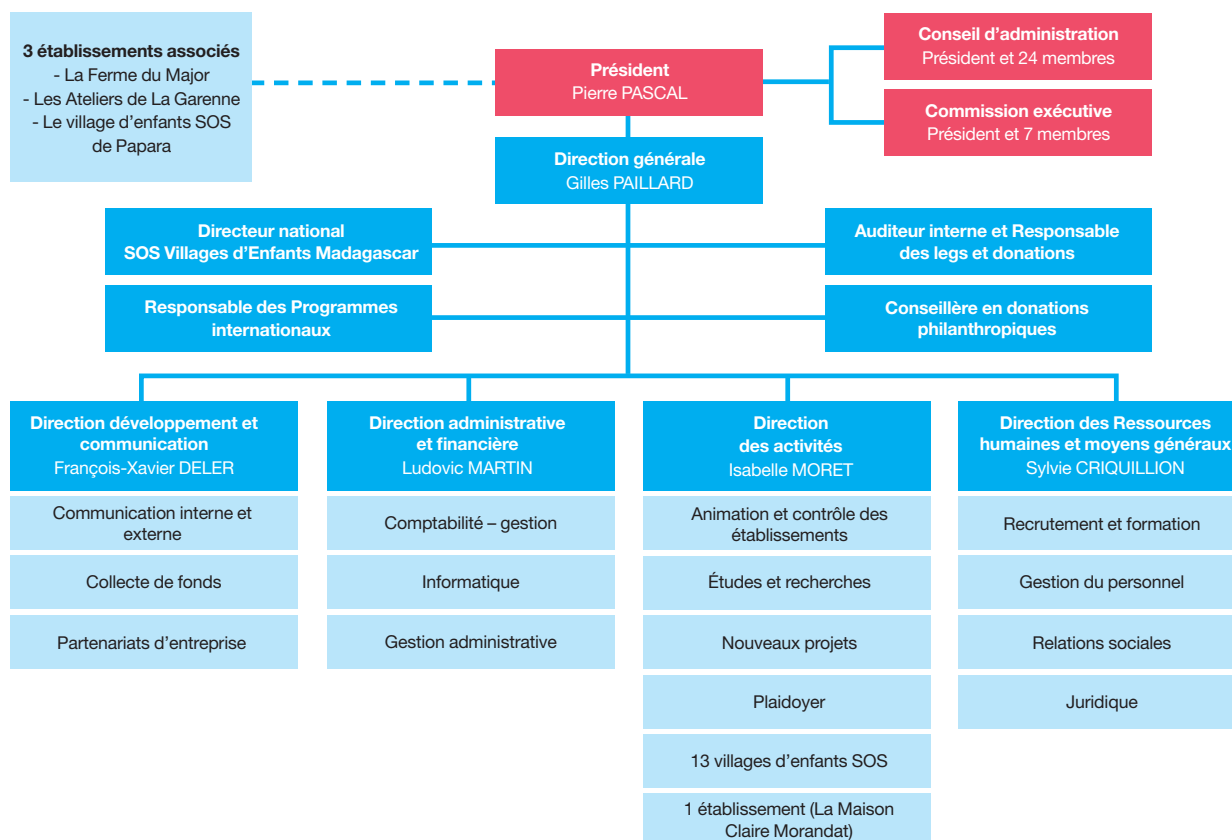 3 établissements associés
- La Ferme du Major
- Les Ateliers de La Garenne
- Le village d'enfants SOS
de Papara
Président
Pierre PASCAL
Conseil d'administration
Président et 24 membres
Commission exécutive
Président et 7 membres
Direction générale
Gilles PAILLARD
Directeur national
SOS Villages d'Enfants Madagascar
Auditeur interne et Responsable
des legs et donations
Responsable des Programmes
internationaux
Conseillère en donations
philanthropiques
Direction développement et
communication
François-Xavier DELER
Communication interne et
externe
Collecte de fonds
Partenariats d'entreprise
Direction administrative
et financière
Ludovic MARTIN
Comptabilité – gestion
Informatique
Gestion administrative
Direction
des activités
Isabelle MORET
Animation et contrôle des
établissements
Études et recherches
Nouveaux projets
Plaidoyer
13 villages d'enfants SOS
1 établissement (La Maison
Claire Morandat)
Direction des Ressources
humaines et moyens généraux
Sylvie CRIQUILLION
Recrutement et formation
Gestion du personnel
Relations sociales
Juridique